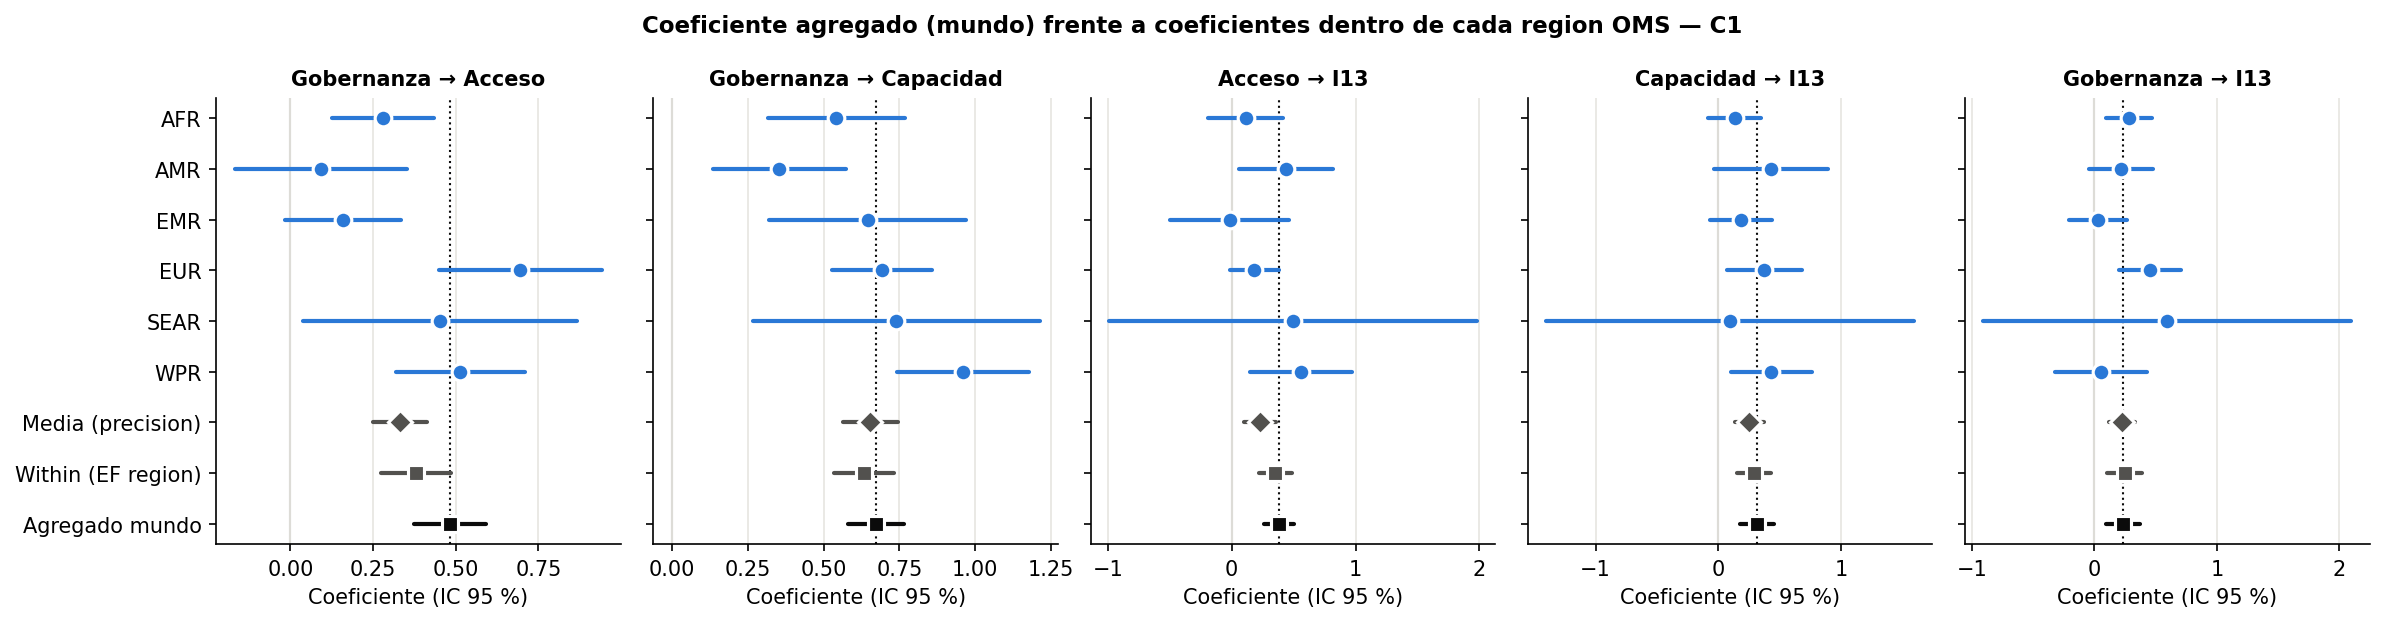 Coeficiente agregado (mundo) frente a coeficientes dentro de cada region OMS — C1
Gobernanza → Acceso
Gobernanza → Capacidad
Acceso → I13
Capacidad → I13
Gobernanza → I13
AFR
AMR
EMR
EUR
SEAR
WPR
Media (precision)
Within (EF region)
Agregado mundo
0.00 0.25 0.50 0.75
0.00 0.25 0.50 0.75 1.00 1.25
−1 0 1 2
−1 0 1
−1 0 1 2
Coeficiente (IC 95 %)
Coeficiente (IC 95 %)
Coeficiente (IC 95 %)
Coeficiente (IC 95 %)
Coeficiente (IC 95 %)